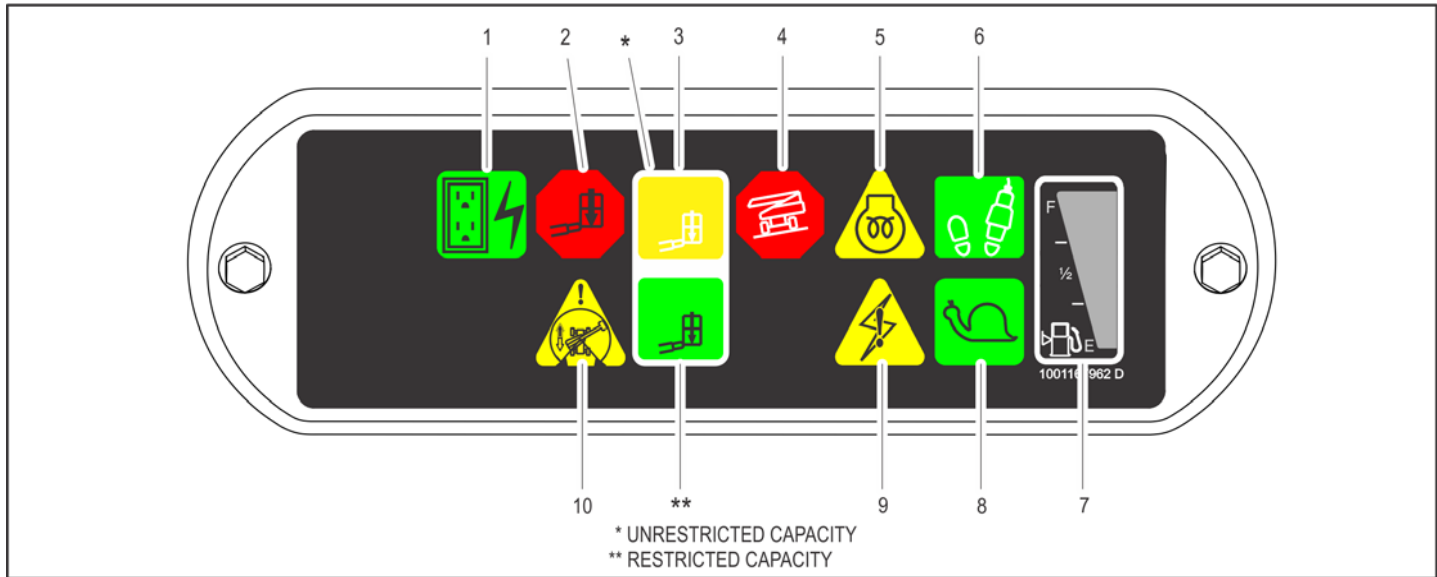 1 2 * 3 4 5 6
F
½
E
10 ** 9 8 7
* UNRESTRICTED CAPACITY
** RESTRICTED CAPACITY